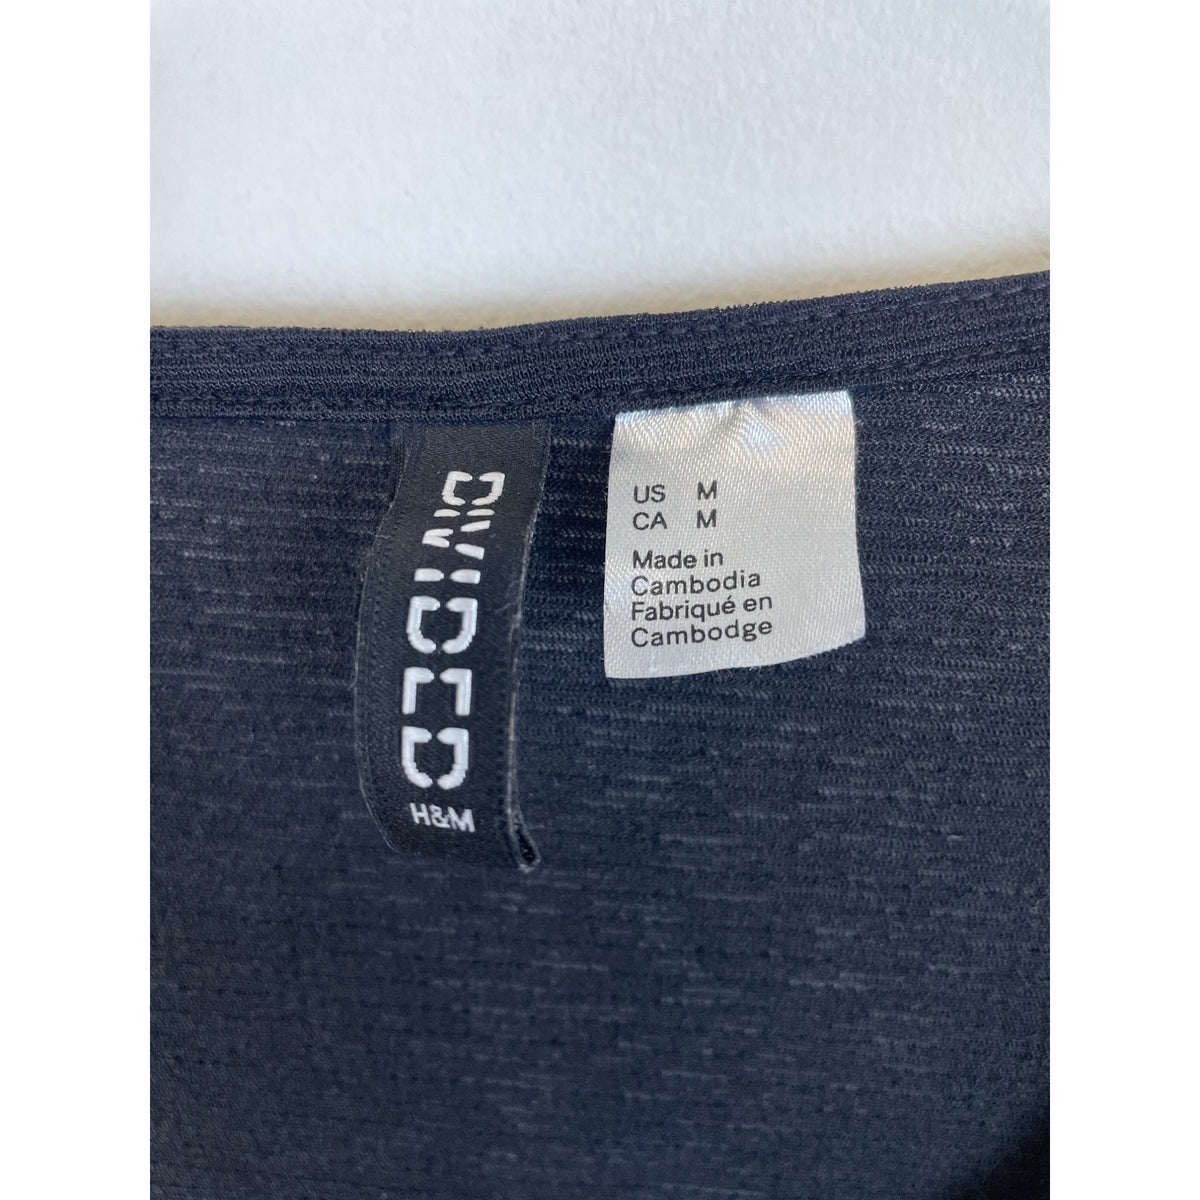 DIVIDED
H&M
US M
CA M
Made in
Cambodia
Fabriqué en
Cambodge